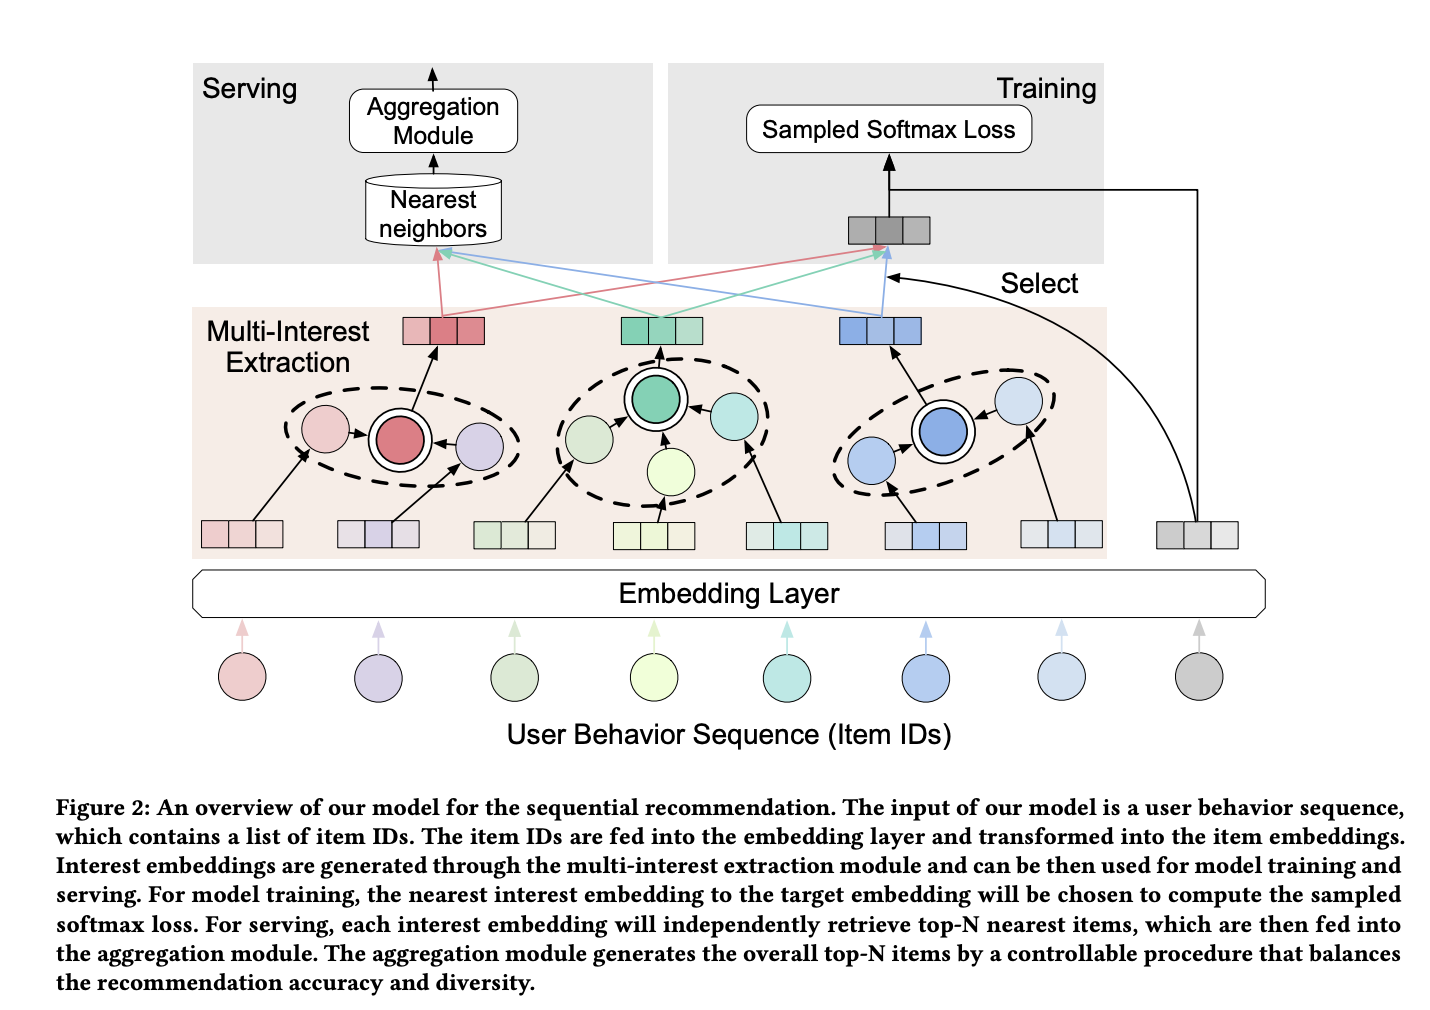 Serving
Aggregation
Module
Nearest
neighbors
Training
Sampled Softmax Loss
Select
Multi-Interest
Extraction
Embedding Layer
User Behavior Sequence (Item IDs)
Figure 2: An overview of our model for the sequential recommendation. The input of our model is a user behavior sequence,
which contains a list of item IDs. The item IDs are fed into the embedding layer and transformed into the item embeddings.
Interest embeddings are generated through the multi-interest extraction module and can be then used for model training and
serving. For model training, the nearest interest embedding to the target embedding will be chosen to compute the sampled
softmax loss. For serving, each interest embedding will independently retrieve top-N nearest items, which are then fed into
the aggregation module. The aggregation module generates the overall top-N items by a controllable procedure that balances
the recommendation accuracy and diversity.